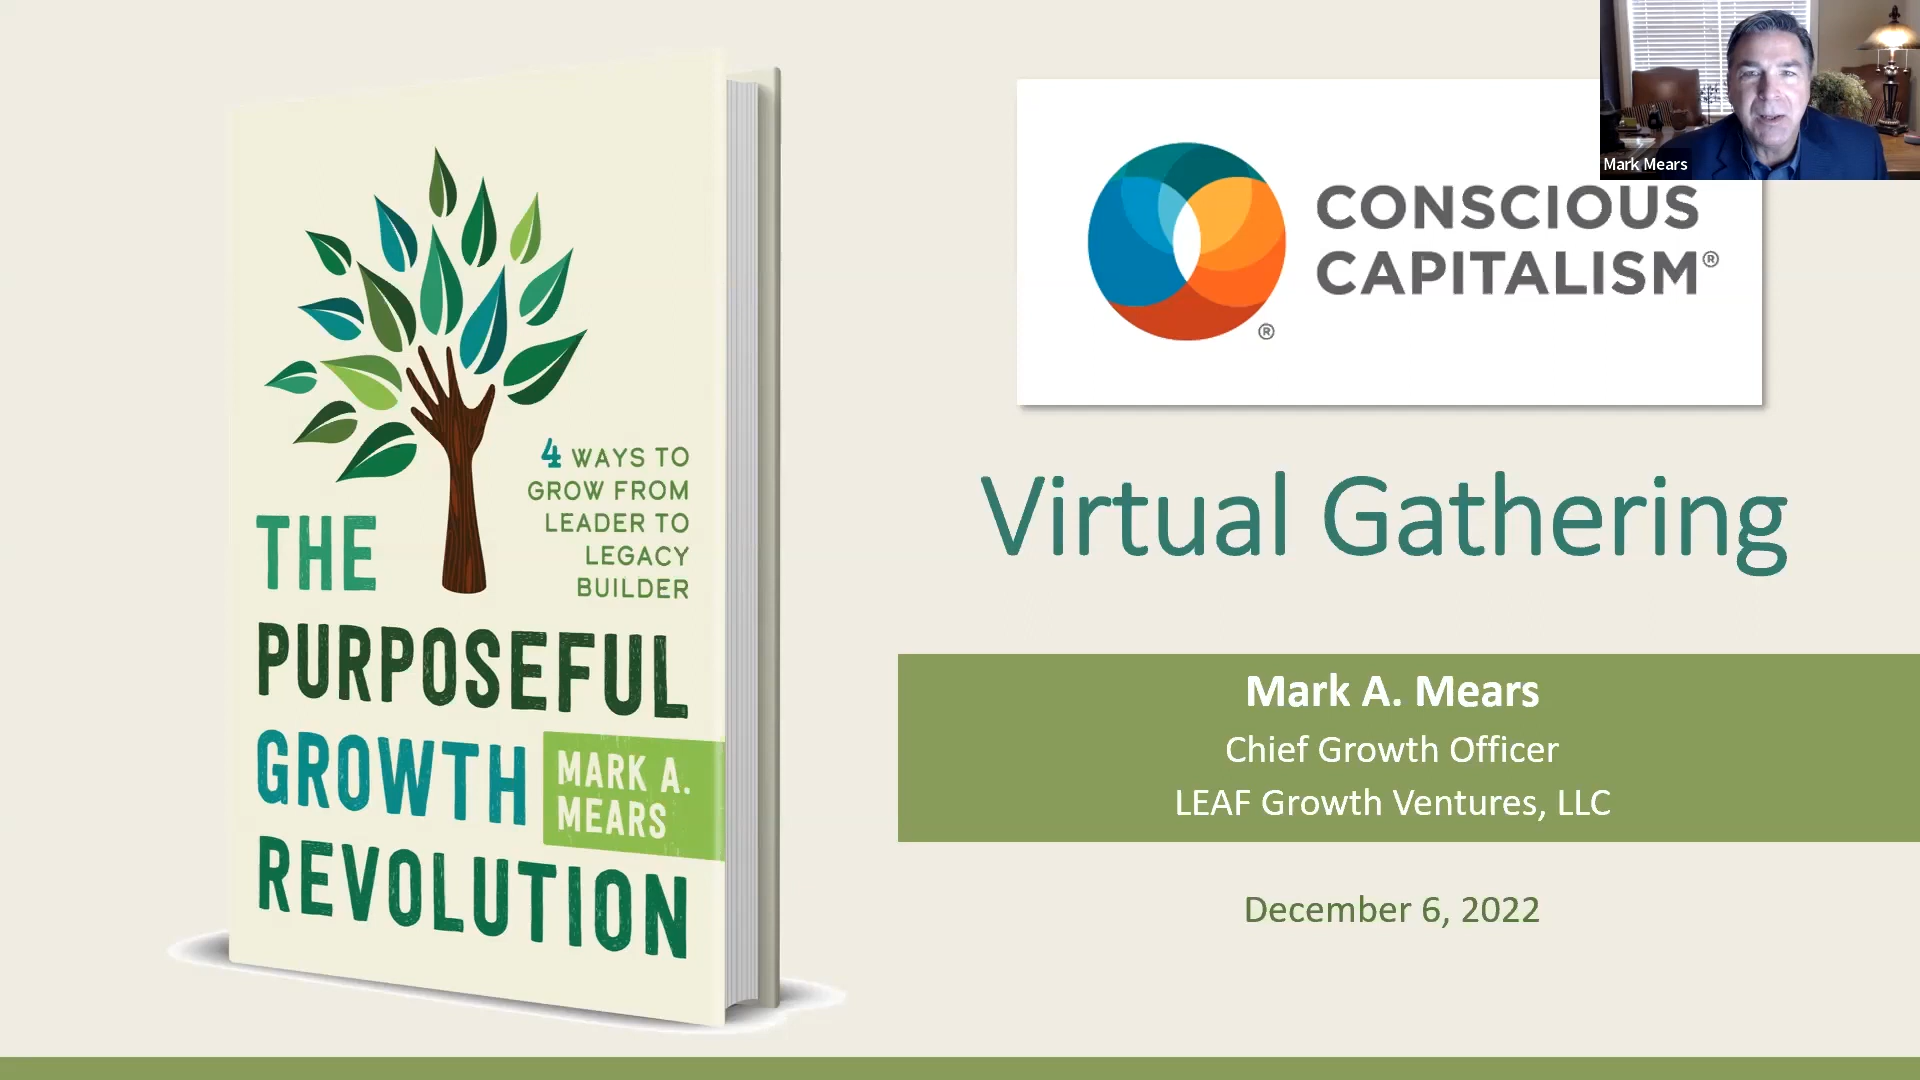 4 WAYS TO
GROW FROM
LEADER TO
LEGACY
BUILDER
THE
PURPOSEFUL
GROWTH
MARK A.
MEARS
REVOLUTION
CONSCIOUS
CAPITALISM®
®
Mark Mears
Virtual Gathering
Mark A. Mears
Chief Growth Officer
LEAF Growth Ventures, LLC
December 6, 2022